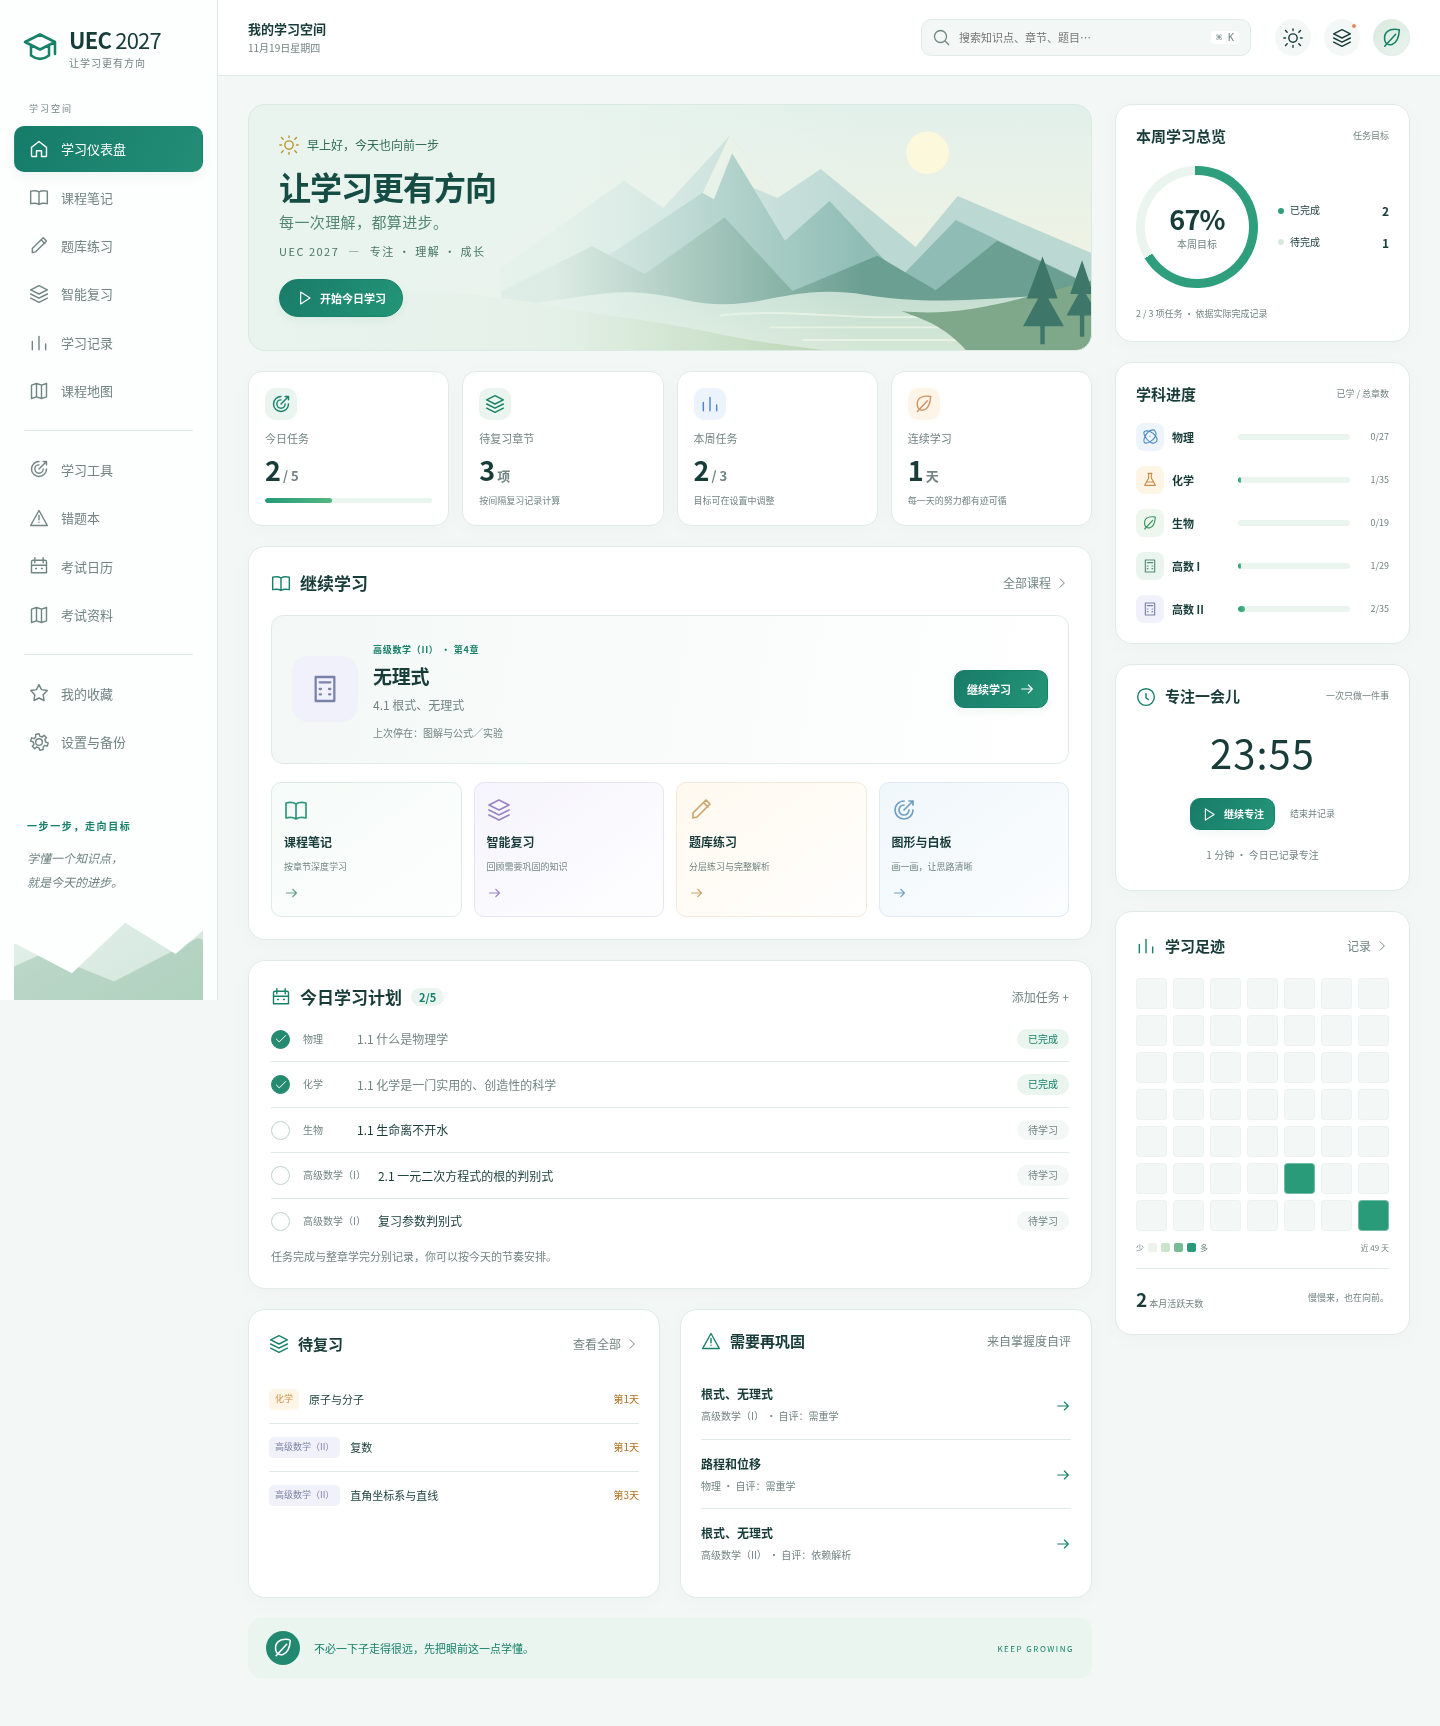 UEC 2027
让学习更有方向
学习空间
学习仪表盘
课程笔记
题库练习
智能复习
学习记录
课程地图
学习工具
错题本
考试日历
考试资料
我的收藏
设置与备份
一步一步，走向目标
学懂一个知识点，
就是今天的进步。
我的学习空间
11月19日星期四
搜索知识点、章节、题目…
⌘ K
早上好，今天也向前一步
让学习更有方向
每一次理解，都算进步。
UEC 2027 — 专注 · 理解 · 成长
开始今日学习
今日任务
2 / 5
待复习章节
3 项
按间隔复习记录计算
本周任务
2 / 3
目标可在设置中调整
连续学习
1 天
每一天的努力都有迹可循
继续学习
全部课程
高级数学（II） · 第4章
无理式
4.1 根式、无理式
上次停在：图解与公式／实验
继续学习
课程笔记
按章节深度学习
智能复习
回顾需要巩固的知识
题库练习
分层练习与完整解析
图形与白板
画一画，让思路清晰
今日学习计划 2/5
添加任务 +
物理 1.1 什么是物理学 已完成
化学 1.1 化学是一门实用的、创造性的科学 已完成
生物 1.1 生命离不开水 待学习
高级数学（I） 2.1 一元二次方程式的根的判别式 待学习
高级数学（I） 复习参数判别式 待学习
任务完成与整章学完分别记录，你可以按今天的节奏安排。
待复习
查看全部
化学 原子与分子 第1天
高级数学（II） 复数 第1天
高级数学（II） 直角坐标系与直线 第3天
需要再巩固
来自掌握度自评
根式、无理式
高级数学（I） · 自评：需重学
路程和位移
物理 · 自评：需重学
根式、无理式
高级数学（II） · 自评：依赖解析
不必一下子走得很远，先把眼前这一点学懂。
KEEP GROWING
本周学习总览
任务目标
67%
本周目标
已完成 2
待完成 1
2 / 3 项任务 · 依据实际完成记录
学科进度
已学 / 总章数
物理 0/27
化学 1/35
生物 0/19
高数 I 1/29
高数 II 2/35
专注一会儿
一次只做一件事
23:55
继续专注
结束并记录
1 分钟 · 今日已记录专注
学习足迹
记录
少 多
近 49 天
2 本月活跃天数
慢慢来，也在向前。